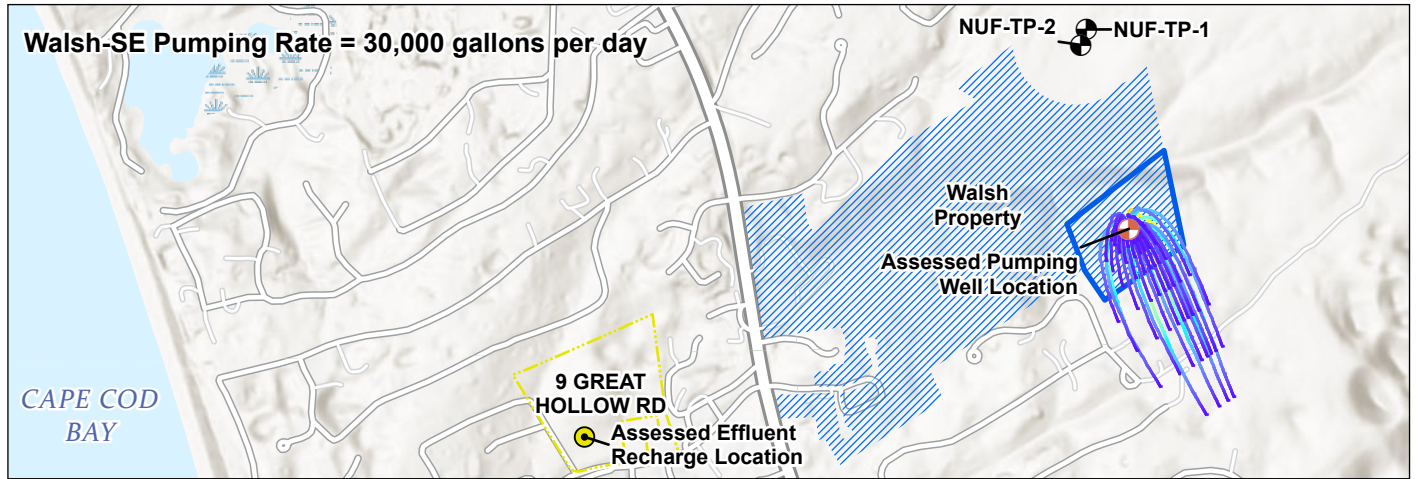 Walsh-SE Pumping Rate = 30,000 gallons per day
NUF-TP-2
NUF-TP-1
Walsh
Property
Assessed Pumping
Well Location
9 GREAT
HOLLOW RD
Assessed Effluent
Recharge Location
CAPE COD
BAY